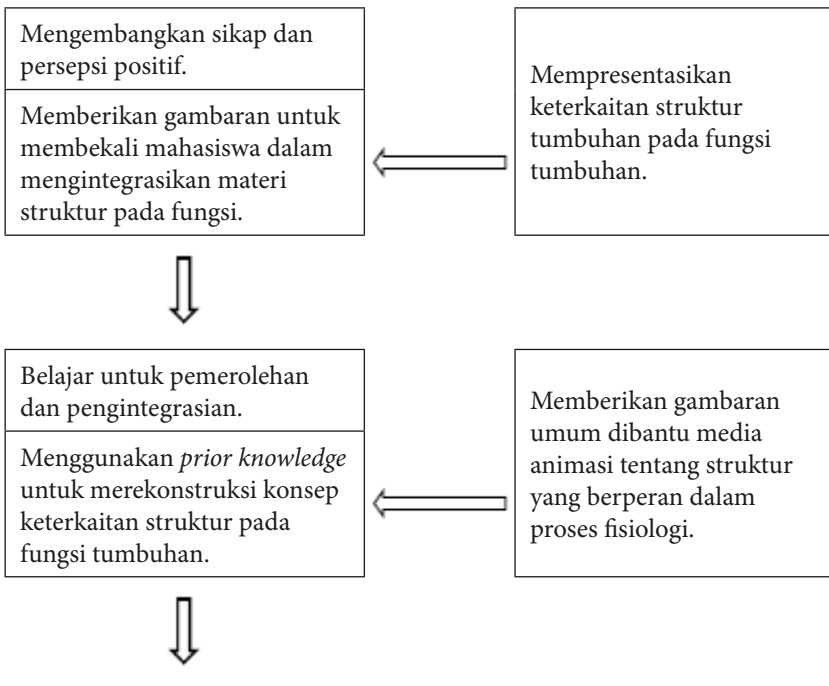 Mengembangkan sikap dan
persepsi positif.
Memberikan gambaran untuk
membekali mahasiswa dalam
mengintegrasikan materi
struktur pada fungsi.
Mempresentasikan
keterkaitan struktur
tumbuhan pada fungsi
tumbuhan.
Belajar untuk pemerolehan
dan pengintegrasian.
Menggunakan prior knowledge
untuk merekonstruksi konsep
keterkaitan struktur pada
fungsi tumbuhan.
Memberikan gambaran
umum dibantu media
animasi tentang struktur
yang berperan dalam
proses fisiologi.